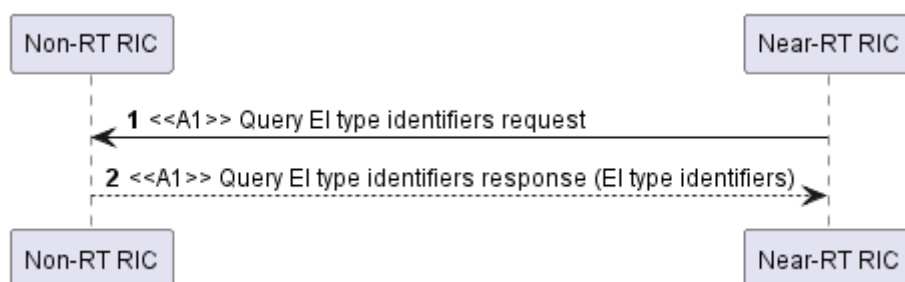 Non-RT RIC
Near-RT RIC
1 <<A1>> Query EI type identifiers request
2 <<A1>> Query EI type identifiers response (EI type identifiers)
Non-RT RIC
Near-RT RIC